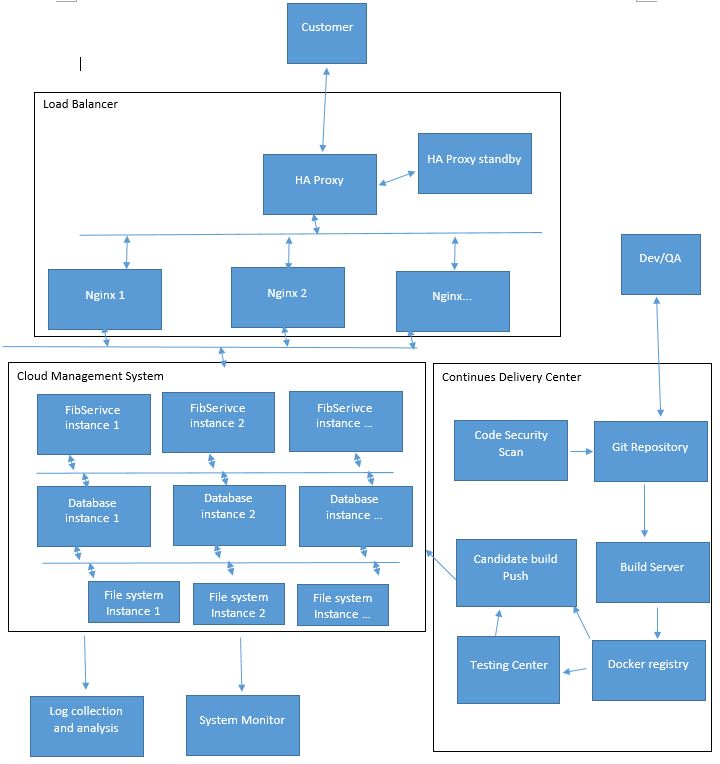 Customer
Load Balancer
HA Proxy
HA Proxy standby
Nginx 1
Nginx 2
Nginx...
Dev/QA
Cloud Management System
FibSerivce
instance 1
FibSerivce
instance 2
FibSerivce
instance ...
Database
instance 1
Database
instance 2
Database
instance ...
File system
Instance 1
File system
Instance 2
File system
Instance ...
Log collection
and analysis
System Monitor
Continues Delivery Center
Code Security
Scan
Git Repository
Candidate build
Push
Build Server
Testing Center
Docker registry